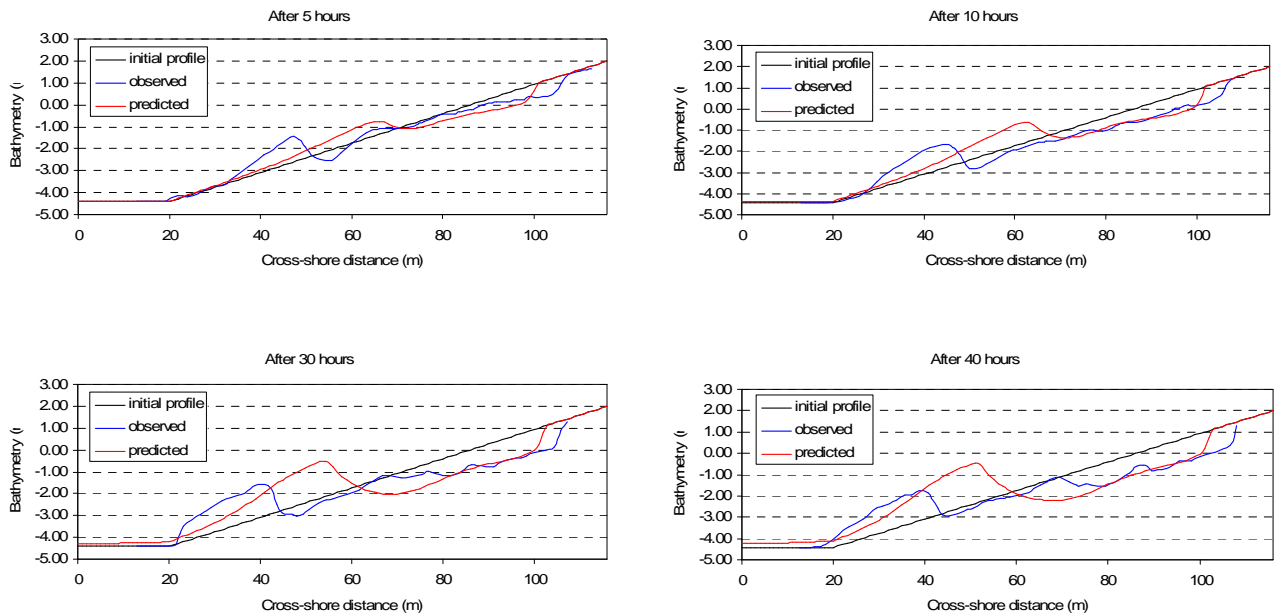 After 5 hours
3.00
2.00
1.00
0.00
-1.00
-2.00
-3.00
-4.00
-5.00
Bathymetry (
initial profile
observed
predicted
0 20 40 60 80 100
Cross-shore distance (m)
After 10 hours
3.00
2.00
1.00
0.00
-1.00
-2.00
-3.00
-4.00
-5.00
Bathymetry (
initial profile
observed
predicted
0 20 40 60 80 100
Cross-shore distance (m)
After 30 hours
3.00
2.00
1.00
0.00
-1.00
-2.00
-3.00
-4.00
-5.00
Bathymetry (
initial profile
observed
predicted
0 20 40 60 80 100
Cross-shore distance (m)
After 40 hours
3.00
2.00
1.00
0.00
-1.00
-2.00
-3.00
-4.00
-5.00
Bathymetry (
initial profile
observed
predicted
0 20 40 60 80 100
Cross-shore distance (m)